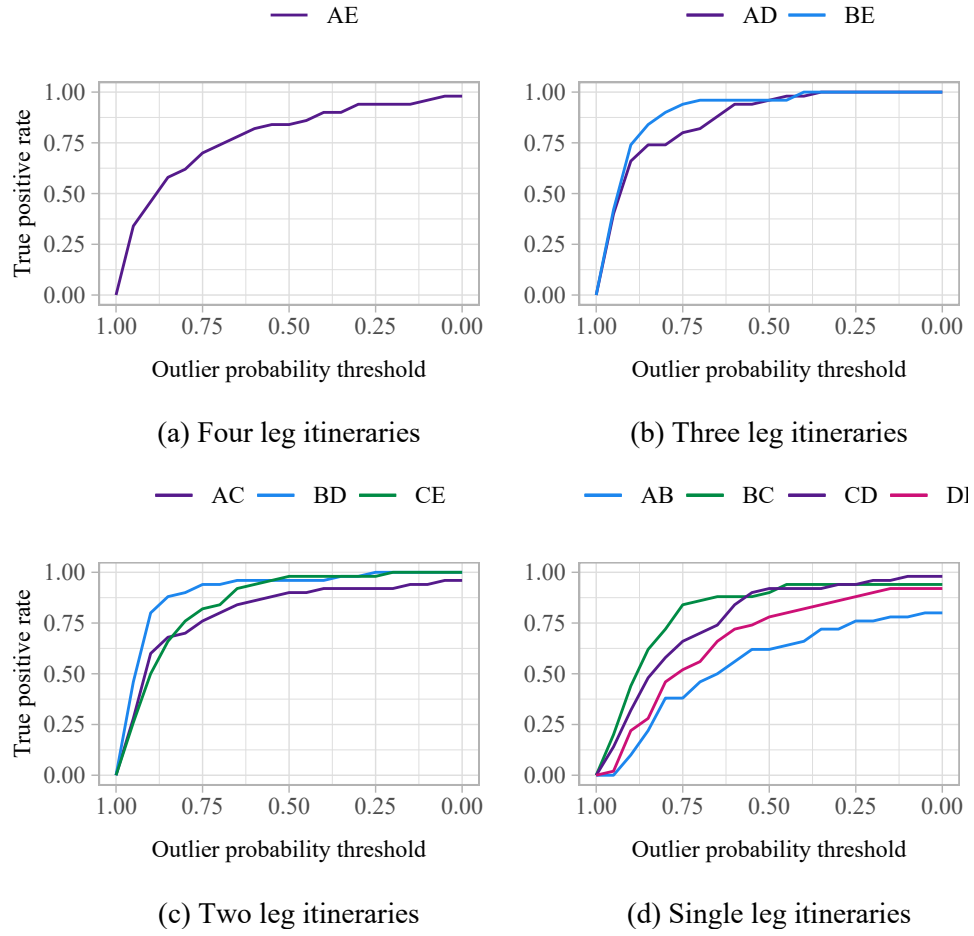 AE
AD BE
True positive rate
1.00
0.75
0.50
0.25
0.00
1.00 0.75 0.50 0.25 0.00
Outlier probability threshold
(a) Four leg itineraries
1.00
0.75
0.50
0.25
0.00
1.00 0.75 0.50 0.25 0.00
Outlier probability threshold
(b) Three leg itineraries
AC BD CE
AB BC CD
True positive rate
1.00
0.75
0.50
0.25
0.00
1.00 0.75 0.50 0.25 0.00
Outlier probability threshold
(c) Two leg itineraries
1.00
0.75
0.50
0.25
0.00
1.00 0.75 0.50 0.25 0.00
Outlier probability threshold
(d) Single leg itineraries